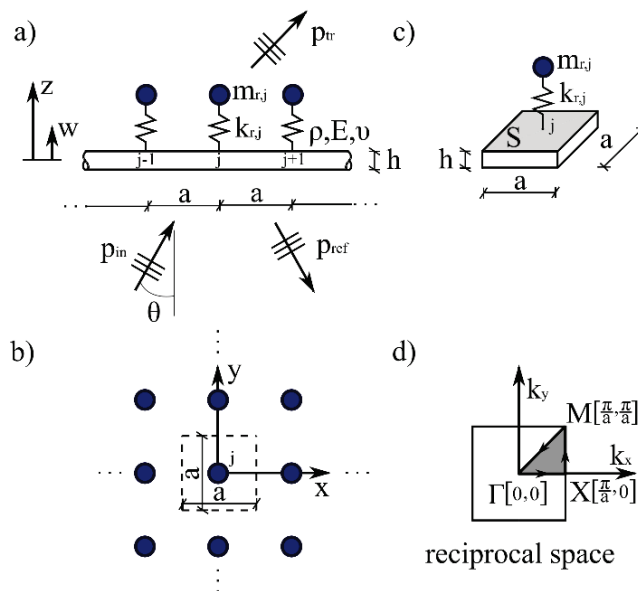 a)
p_tr
z
w
m_r,j
k_r,j
ρ,E,υ
j-1
j
j+1
h
a
a
...
...
p_in
p_ref
θ
c)
m_r,j
k_r,j
j
S
h
a
a
b)
...
y
j
a
a
x
...
...
...
d)
k_y
M[π/a,π/a]
k_x
Γ[0,0]
X[π/a,0]
reciprocal space